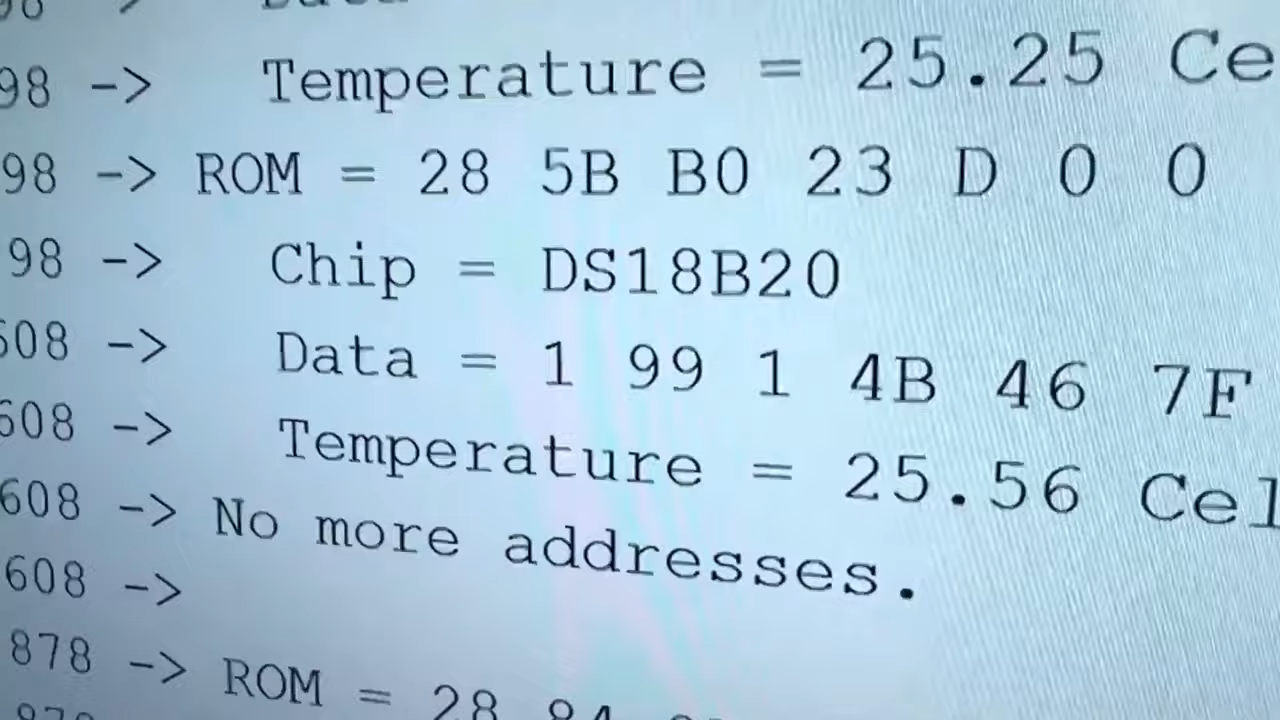 98 -> Temperature = 25.25 Ce
98 -> ROM = 28 5B B0 23 D 0 0
98 -> Chip = DS18B20
608 -> Data = 1 99 1 4B 46 7F
608 -> Temperature = 25.56 Cel
608 -> No more addresses.
608 ->
878 -> ROM = 28